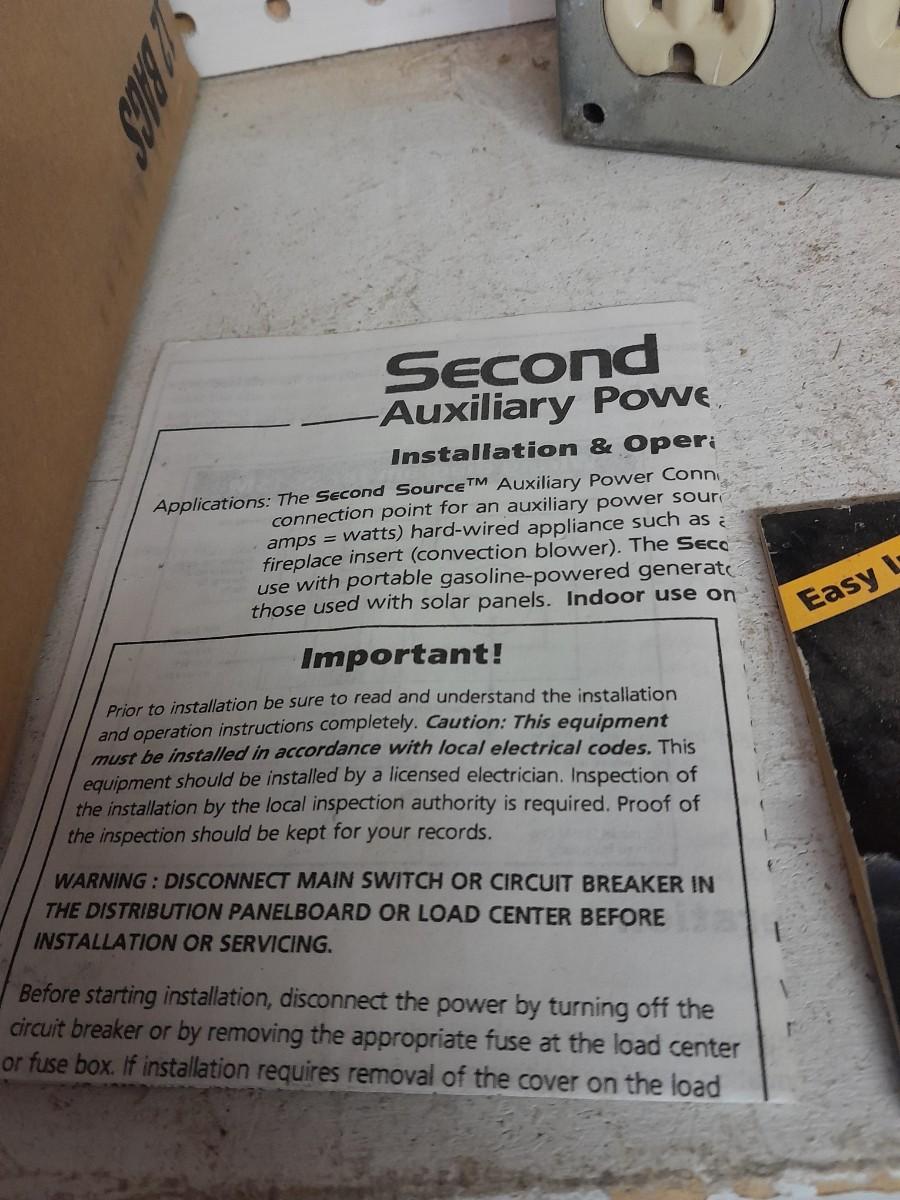 12 BAGS
Second
Auxiliary Powe
Installation & Oper
Applications: The Second Source™ Auxiliary Power Conn
connection point for an auxiliary power sour
amps = watts) hard-wired appliance such as a
fireplace insert (convection blower). The Seco
use with portable gasoline-powered generato
those used with solar panels. Indoor use on
Important!
Prior to installation be sure to read and understand the installation
and operation instructions completely. Caution: This equipment
must be installed in accordance with local electrical codes. This
equipment should be installed by a licensed electrician. Inspection of
the installation by the local inspection authority is required. Proof of
the inspection should be kept for your records.
WARNING : DISCONNECT MAIN SWITCH OR CIRCUIT BREAKER IN
THE DISTRIBUTION PANELBOARD OR LOAD CENTER BEFORE
INSTALLATION OR SERVICING.
Before starting installation, disconnect the power by turning off the
circuit breaker or by removing the appropriate fuse at the load center
or fuse box. If installation requires removal of the cover on the load
Easy I